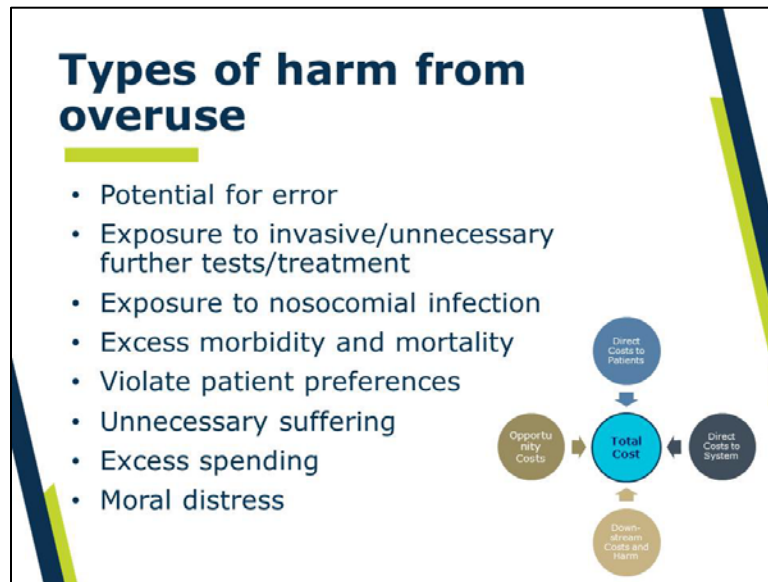 Types of harm from
overuse
• Potential for error
• Exposure to invasive/unnecessary
further tests/treatment
• Exposure to nosocomial infection
• Excess morbidity and mortality
• Violate patient preferences
• Unnecessary suffering
• Excess spending
• Moral distress
Direct
Costs to
Patients
Opportu
nity
Costs
Total
Cost
Direct
Costs to
System
Down-
stream
Costs and
Harm